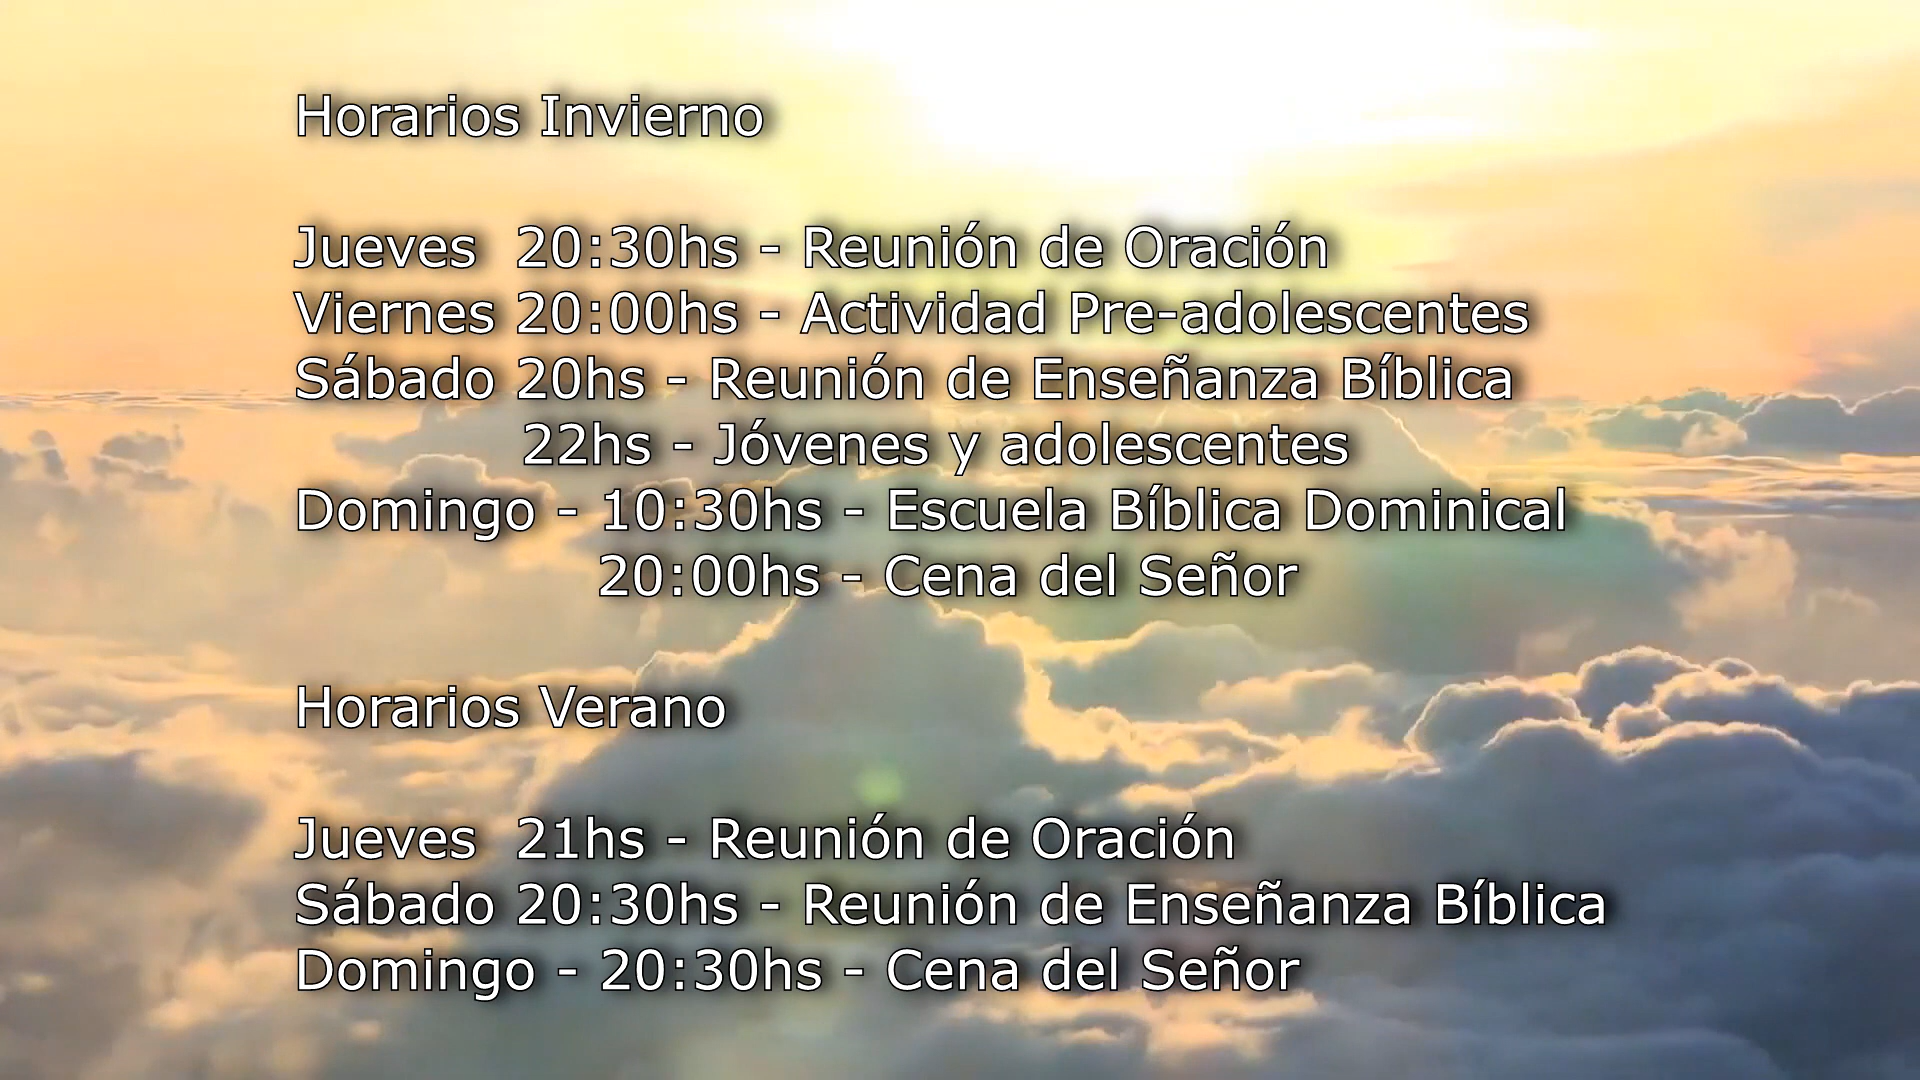 Horarios Invierno
Jueves  20:30hs - Reunión de Oración
Viernes 20:00hs - Actividad Pre-adolescentes
Sábado 20hs - Reunión de Enseñanza Bíblica
22hs - Jóvenes y adolescentes
Domingo - 10:30hs - Escuela Bíblica Dominical
20:00hs - Cena del Señor
Horarios Verano
Jueves  21hs - Reunión de Oración
Sábado 20:30hs - Reunión de Enseñanza Bíblica
Domingo - 20:30hs - Cena del Señor